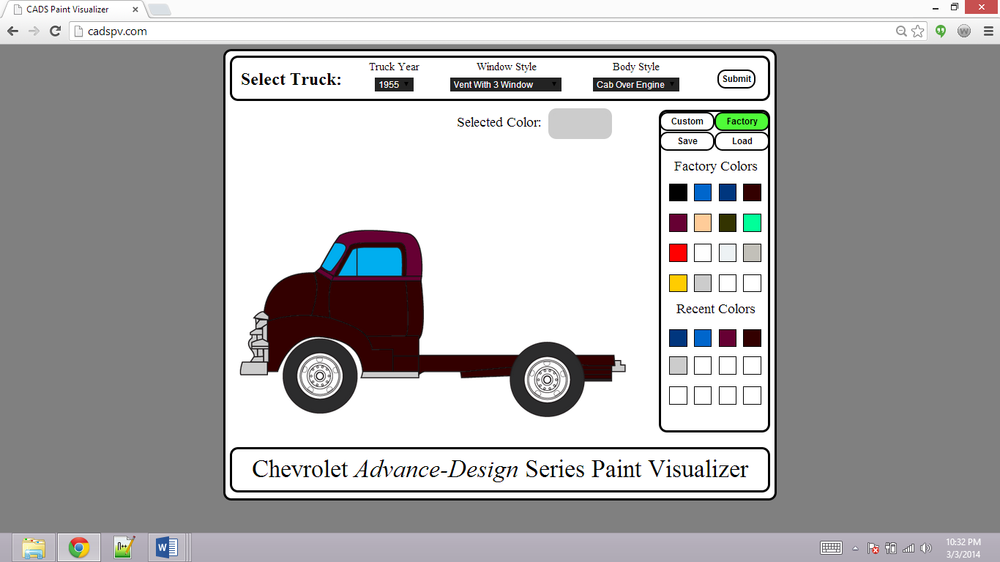 CADS Paint Visualizer
cadspv.com
Select Truck:
Truck Year
1955
Window Style
Vent With 3 Window
Body Style
Cab Over Engine
Submit
Selected Color:
Custom
Factory
Save
Load
Factory Colors
Recent Colors
Chevrolet Advance-Design Series Paint Visualizer
10:32 PM
3/3/2014